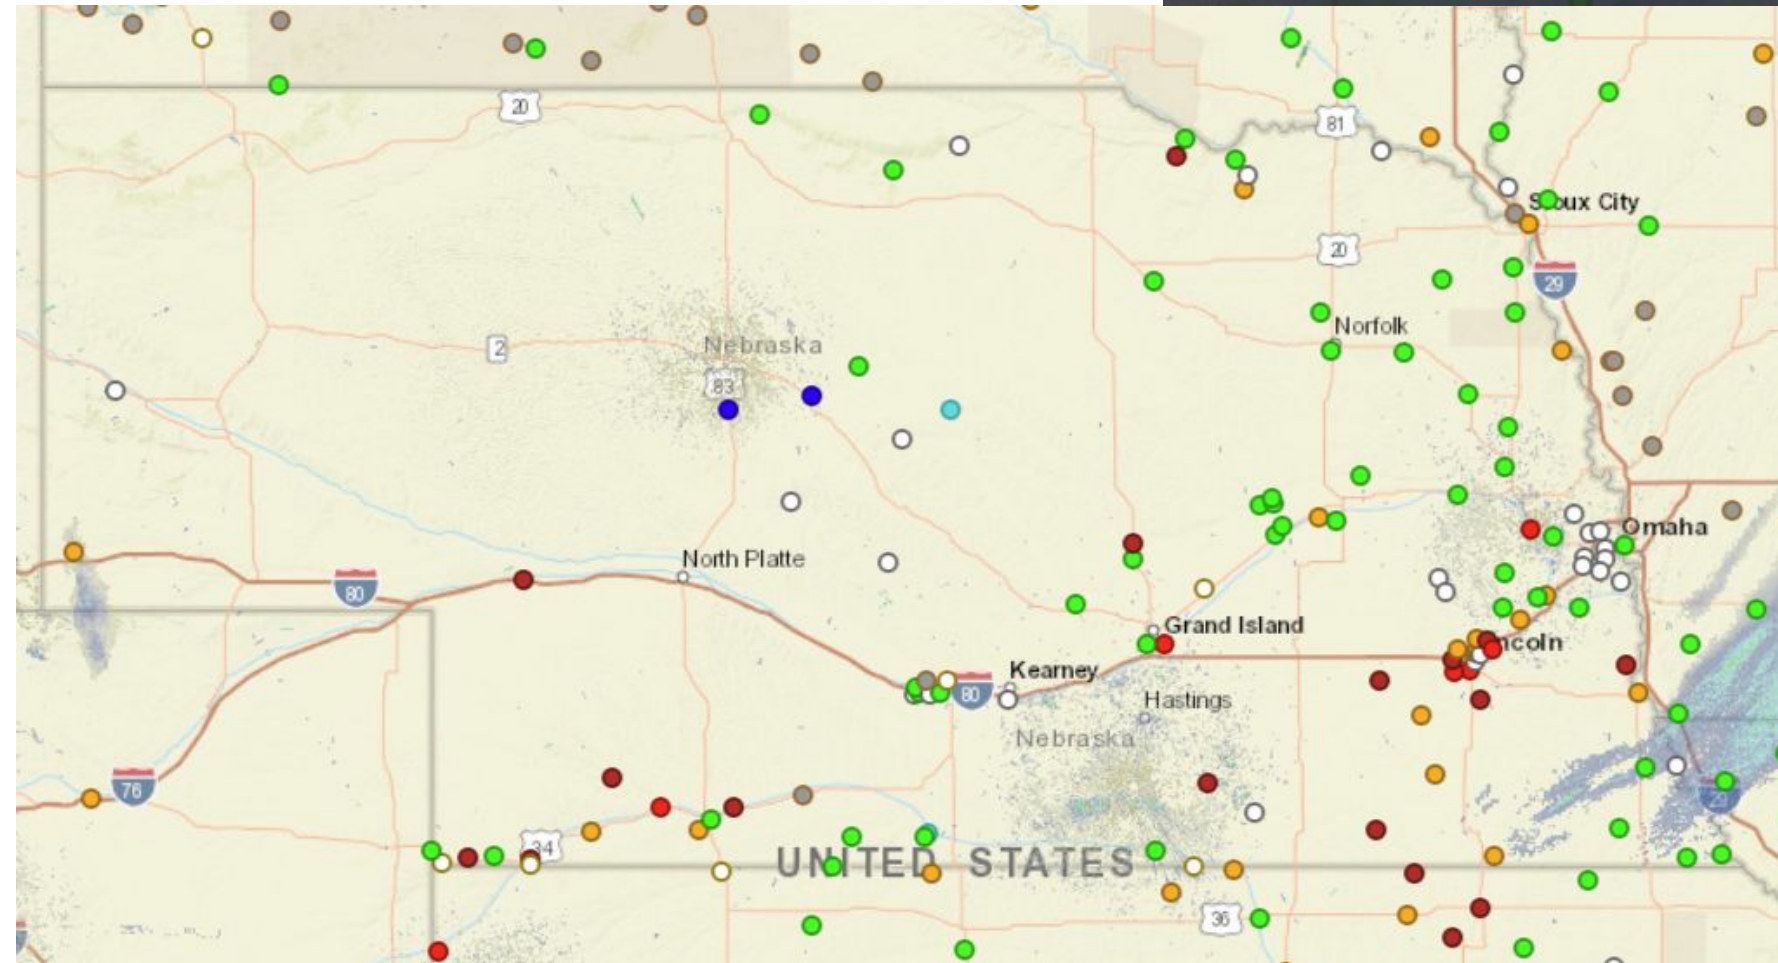 20
81
Sioux City
20
29
Norfolk
2
Nebraska
83
Omaha
North Platte
80
Grand Island
Kearney
80
Hastings
Nebraska
76
34
UNITED STATES
36
29